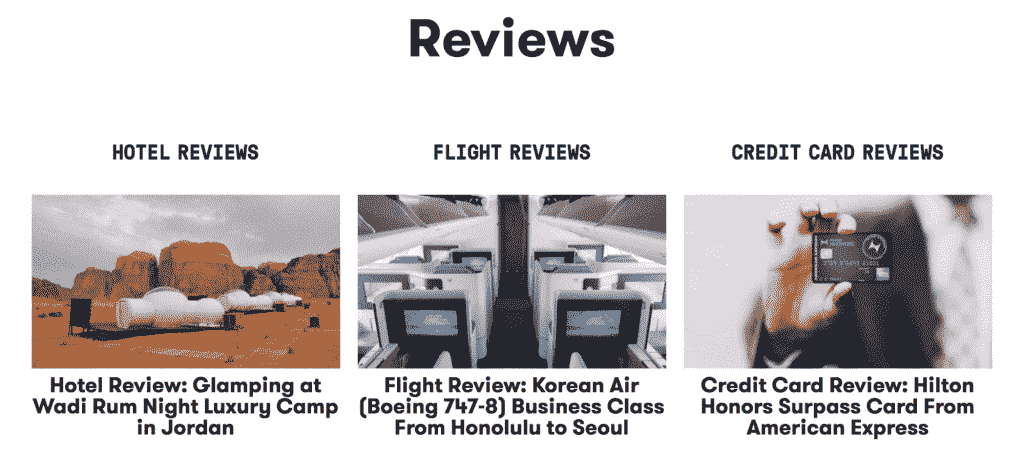 Reviews
HOTEL REVIEWS
FLIGHT REVIEWS
CREDIT CARD REVIEWS
Hotel Review: Glamping at
Wadi Rum Night Luxury Camp
in Jordan
Flight Review: Korean Air
(Boeing 747-8) Business Class
From Honolulu to Seoul
Credit Card Review: Hilton
Honors Surpass Card From
American Express